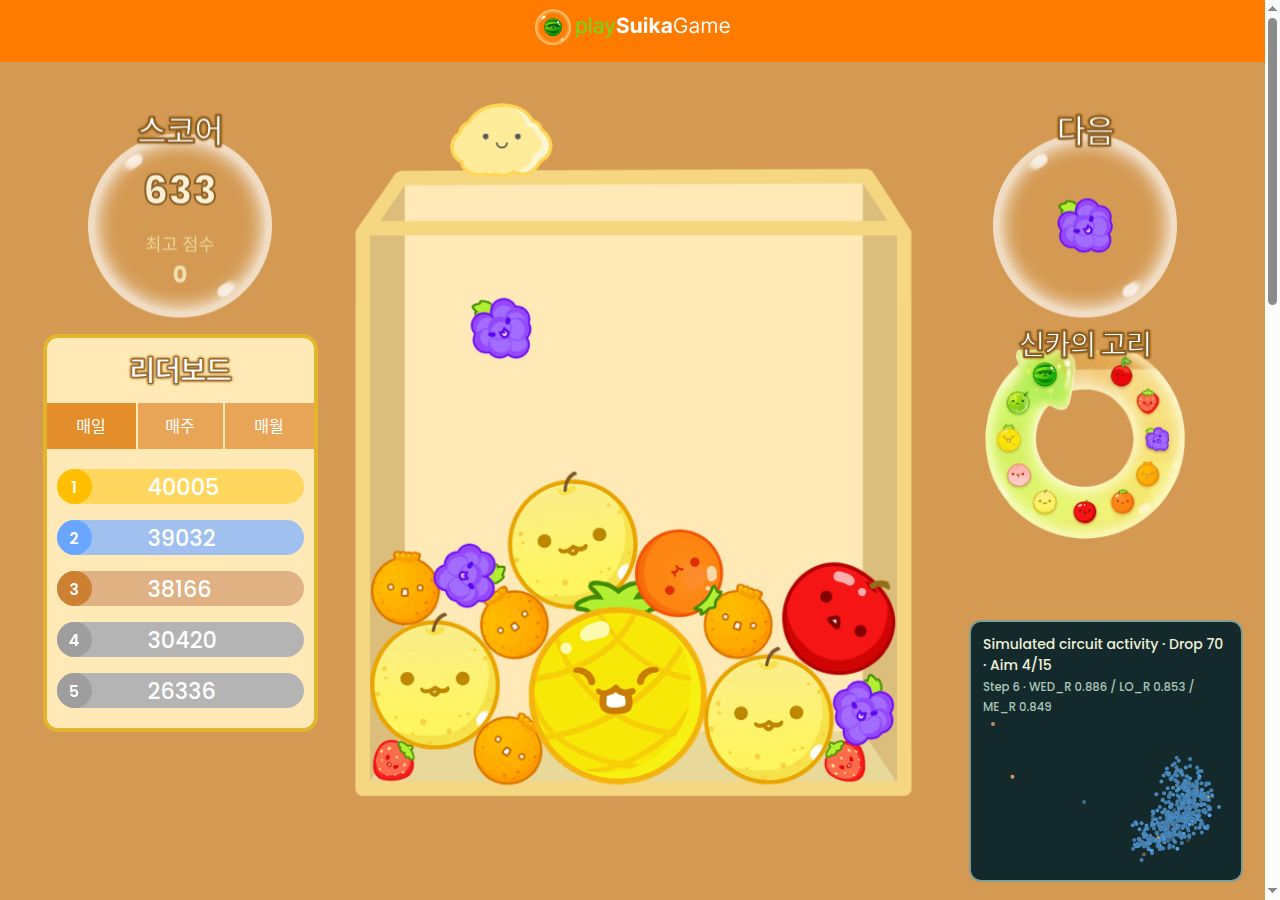 playSuikaGame
스코어
633
최고 점수
0
다음
신카의 고리
리더보드
매일 매주 매월
1 40005
2 39032
3 38166
4 30420
5 26336
Simulated circuit activity · Drop 70
· Aim 4/15
Step 6 · WED_R 0.886 / LO_R 0.853 /
ME_R 0.849